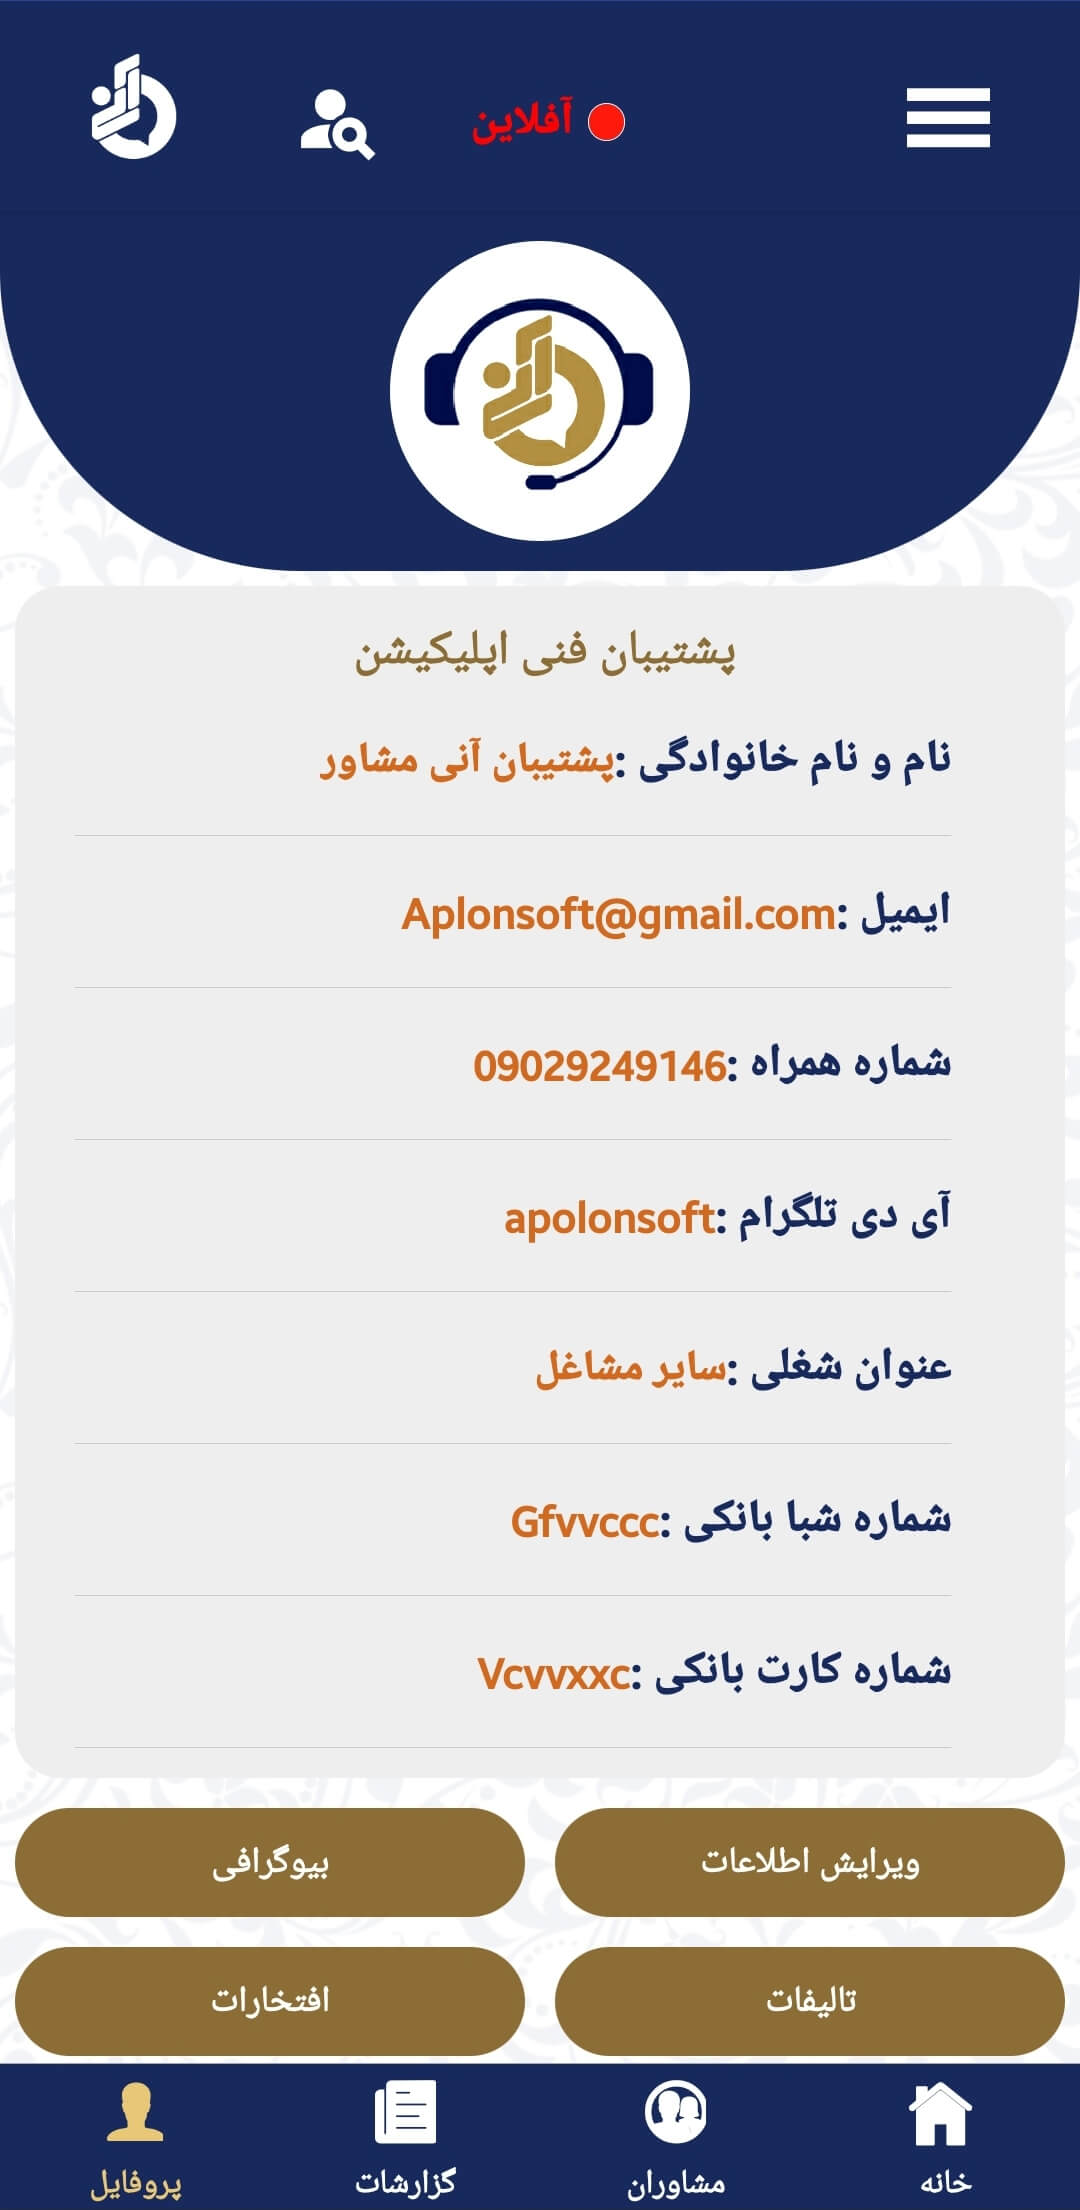 آفلاین
پشتیبان فنی اپلیکیشن
نام و نام خانوادگی :پشتیبان آنی مشاور
ایمیل :Aplonsoft@gmail.com
شماره همراه :09029249146
آی دی تلگرام :apolonsoft
عنوان شغلی :سایر مشاغل
شماره شبا بانکی :Gfvvccc
شماره کارت بانکی :Vcvvxxc
ویرایش اطلاعات
بیوگرافی
تالیفات
افتخارات
خانه
مشاوران
گزارشات
پروفایل